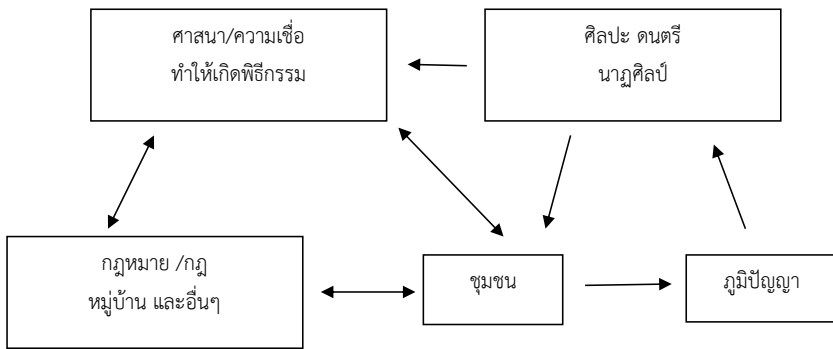 ศาสนา/ความเชื่อ
ทำให้เกิดพิธีกรรม
ศิลปะ ดนตรี
นาฏศิลป์
กฎหมาย /กฎ
หมู่บ้าน และอื่นๆ
ชุมชน
ภูมิปัญญา